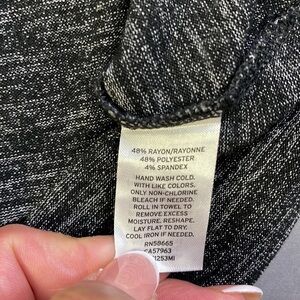 48% RAYON/RAYONNE
48% POLYESTER
4% SPANDEX
HAND WASH COLD.
WITH LIKE COLORS,
ONLY NON-CHLORINE
BLEACH IF NEEDED.
ROLL IN TOWEL TO
REMOVE EXCESS
MOISTURE. RESHAPE,
LAY FLAT TO DRY,
COOL IRON IF NEEDED.
RN58665
CA57963